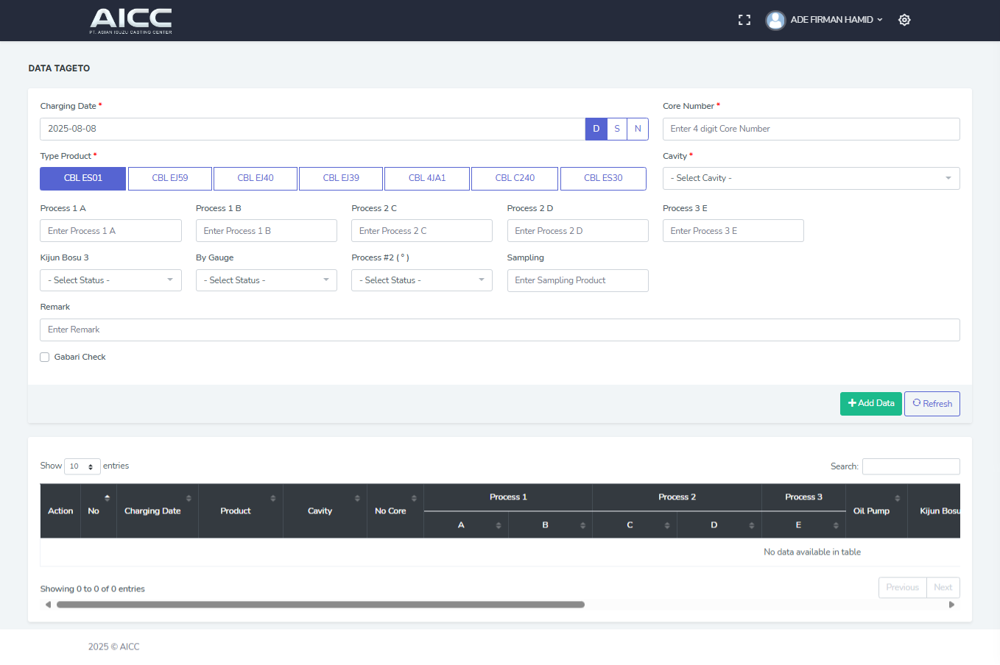 AICC
PT. ASIAN ISUZU CASTING CENTER
ADE FIRMAN HAMID
DATA TAGETO
Charging Date *
Core Number *
2025-08-08
D S N
Enter 4 digit Core Number
Type Product *
Cavity *
CBL ES01 CBL EJ59 CBL EJ40 CBL EJ39 CBL 4JA1 CBL C240 CBL ES30
- Select Cavity -
Process 1 A Process 1 B Process 2 C Process 2 D Process 3 E
Enter Process 1 A Enter Process 1 B Enter Process 2 C Enter Process 2 D Enter Process 3 E
Kijun Bosu 3 By Gauge Process #2 ( ° ) Sampling
- Select Status - - Select Status - - Select Status - Enter Sampling Product
Remark
Enter Remark
Gabari Check
Add Data Refresh
Show 10 entries
Search:
Process 1 Process 2 Process 3
Action No Charging Date Product Cavity No Core Oil Pump Kijun Bosu
A B C D E
No data available in table
Showing 0 to 0 of 0 entries
Previous Next
2025 © AICC